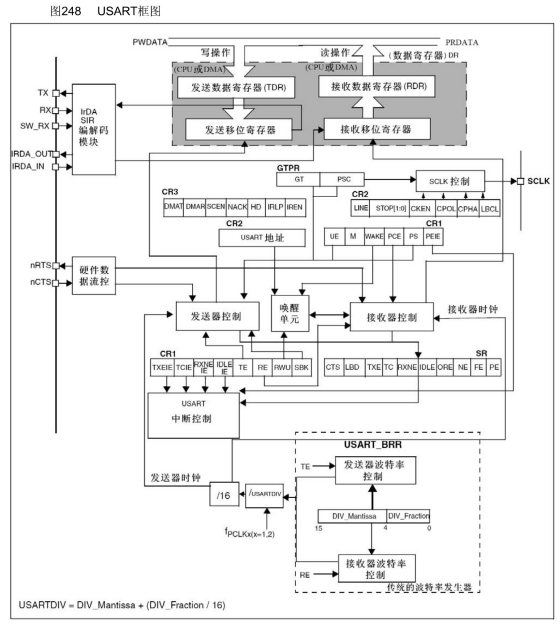 图248 USART框图
PWDATA
PRDATA
写操作
读操作
(数据寄存器) DR
(CPU或DMA)
(CPU或DMA)
发送数据寄存器(TDR)
接收数据寄存器(RDR)
TX
RX
SW_RX
IRDA_OUT
IRDA_IN
IrDA
SIR
编解码
模块
发送移位寄存器
接收移位寄存器
GTPR
GT
PSC
SCLK 控制
SCLK
CR3
DMAT DMAR SCEN NACK HD IRLP IREN
CR2
LINE STOP[1:0] CKEN CPOL CPHA LBCL
CR2
USART 地址
CR1
UE M WAKE PCE PS PEIE
nRTS
nCTS
硬件数
据流控
发送器控制
唤醒
单元
接收器控制
接收器时钟
CR1
TXEIE TCIE RXNE IE IDLE IE TE RE RWU SBK
SR
CTS LBD TXE TC RXNE IDLE ORE NE FE PE
USART
中断控制
USART_BRR
发送器时钟
TE
发送器波特率
控制
/16
/USARTDIV
DIV_Mantissa DIV_Fraction
15 4 0
fPCLKx(x=1,2)
RE
接收器波特率
控制
传统的波特率发生器
USARTDIV = DIV_Mantissa + (DIV_Fraction / 16)